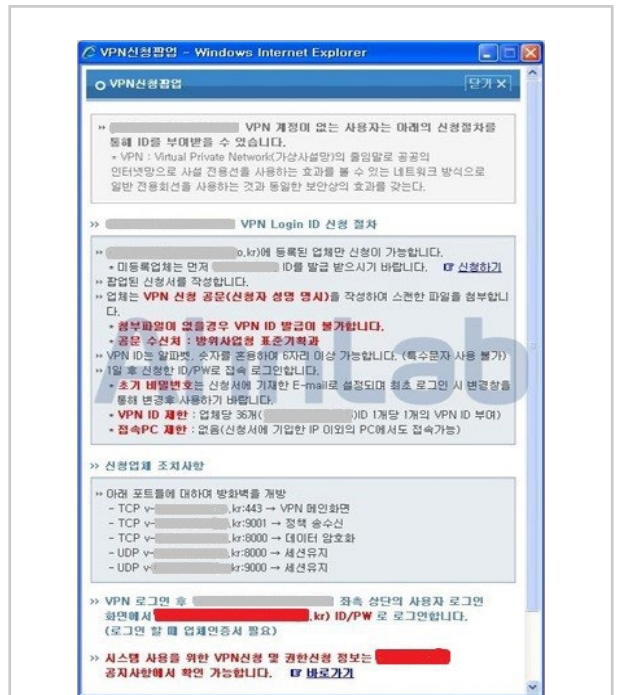 VPN신청팝업 - Windows Internet Explorer
VPN신청팝업
닫기 X
» VPN 계정이 없는 사용자는 아래의 신청절차를
통해 ID를 부여받을 수 있습니다.
• VPN : Virtual Private Network(가상사설망)의 줄임말로 공공의
인터넷망으로 사설 전용선을 사용하는 효과를 볼 수 있는 네트워크 방식으로
일반 전용회선을 사용하는 것과 동일한 보안상의 효과를 갖는다.
» VPN Login ID 신청 절차
» o.kr)에 등록된 업체만 신청이 가능합니다.
• 미등록업체는 먼저 ID를 발급 받으시기 바랍니다. ☞ 신청하기
» 팝업된 신청서를 작성합니다.
» 업체는 VPN 신청 공문(신청자 성명 명시)을 작성하여 스캔한 파일을 첨부합니
다.
• 첨부파일이 없을경우 VPN ID 발급이 불가합니다.
• 공문 수신처 : 방위사업청 표준기획과
» VPN ID는 알파벳, 숫자를 혼용하여 6자리 이상 가능합니다. (특수문자 사용 불가)
» 1일 후 신청한 ID/PW로 접속 로그인합니다.
• 초기 비밀번호는 신청서에 기재한 E-mail로 설정되며 최초 로그인 시 변경창을
통해 변경후 사용하기 바랍니다.
• VPN ID 제한 : 업체당 36개( )ID 1개당 1개의 VPN ID 부여)
• 접속PC 제한 : 없음(신청서에 기입한 IP 이외의 PC에서도 접속가능)
AhnLab
» 신청업체 조치사항
» 아래 포트들에 대하여 방화벽을 개방
- TCP v- .kr:443 → VPN 메인화면
- TCP v- .kr:9001 → 정책 송수신
- TCP v- .kr:8000 → 데이터 암호화
- UDP v- kr:8000 → 세션유지
- UDP v- kr:9000 → 세션유지
» VPN 로그인 후 좌측 상단의 사용자 로그인
화면에서 .kr) ID/PW 로 로그인합니다.
(로그인 할 때 업체인증서 필요)
» 시스템 사용을 위한 VPN신청 및 권한신청 정보는
공지사항에서 확인 가능합니다. ☞ 바로가기